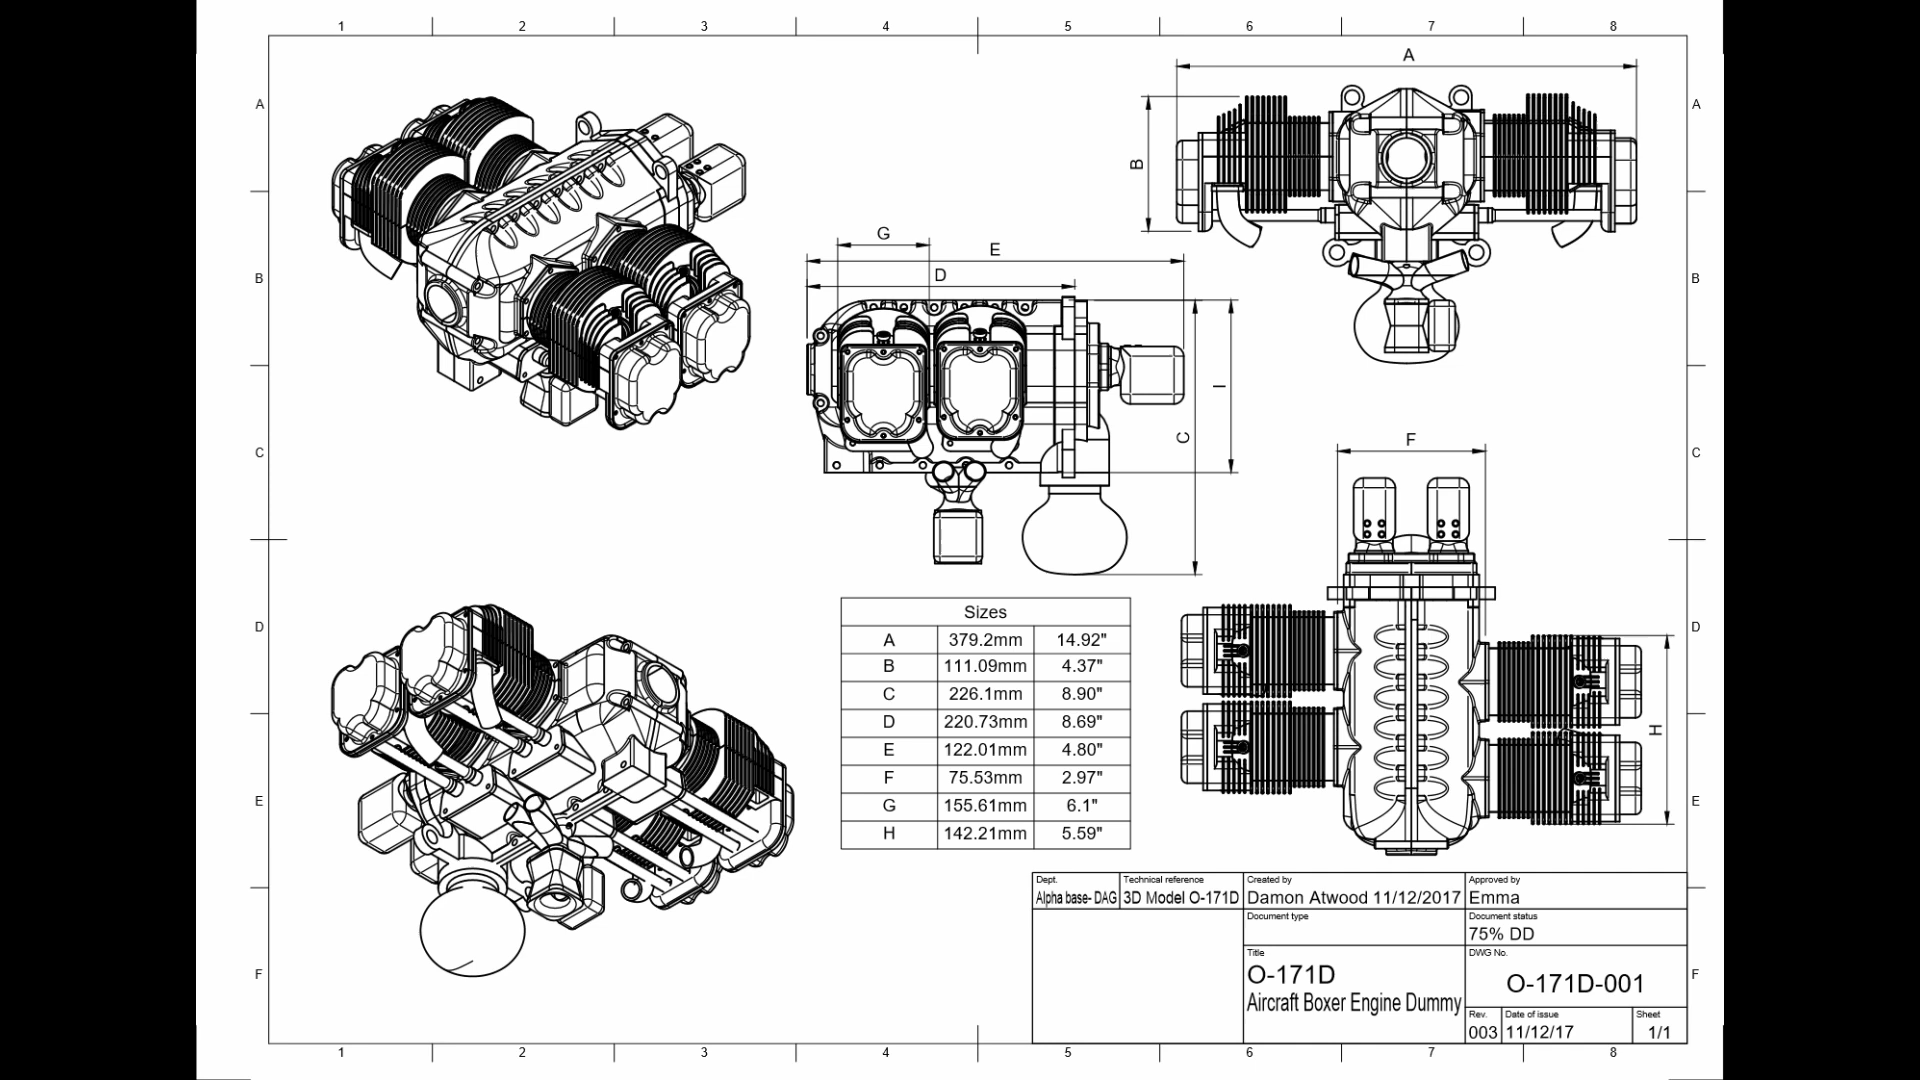 1 2 3 4 5 6 7 8
A A
B B
C C
D D
E E
F F
1 2 3 4 5 6 7 8
A
B
G
E
D
I
C
F
H
Sizes
A 379.2mm 14.92"
B 111.09mm 4.37"
C 226.1mm 8.90"
D 220.73mm 8.69"
E 122.01mm 4.80"
F 75.53mm 2.97"
G 155.61mm 6.1"
H 142.21mm 5.59"
Dept. Technical reference Created by Approved by
Alpha base- DAG 3D Model O-171D Damon Atwood 11/12/2017 Emma
Document type Document status
75% DD
Title DWG No.
O-171D
Aircraft Boxer Engine Dummy
O-171D-001
Rev. Date of issue Sheet
003 11/12/17 1/1